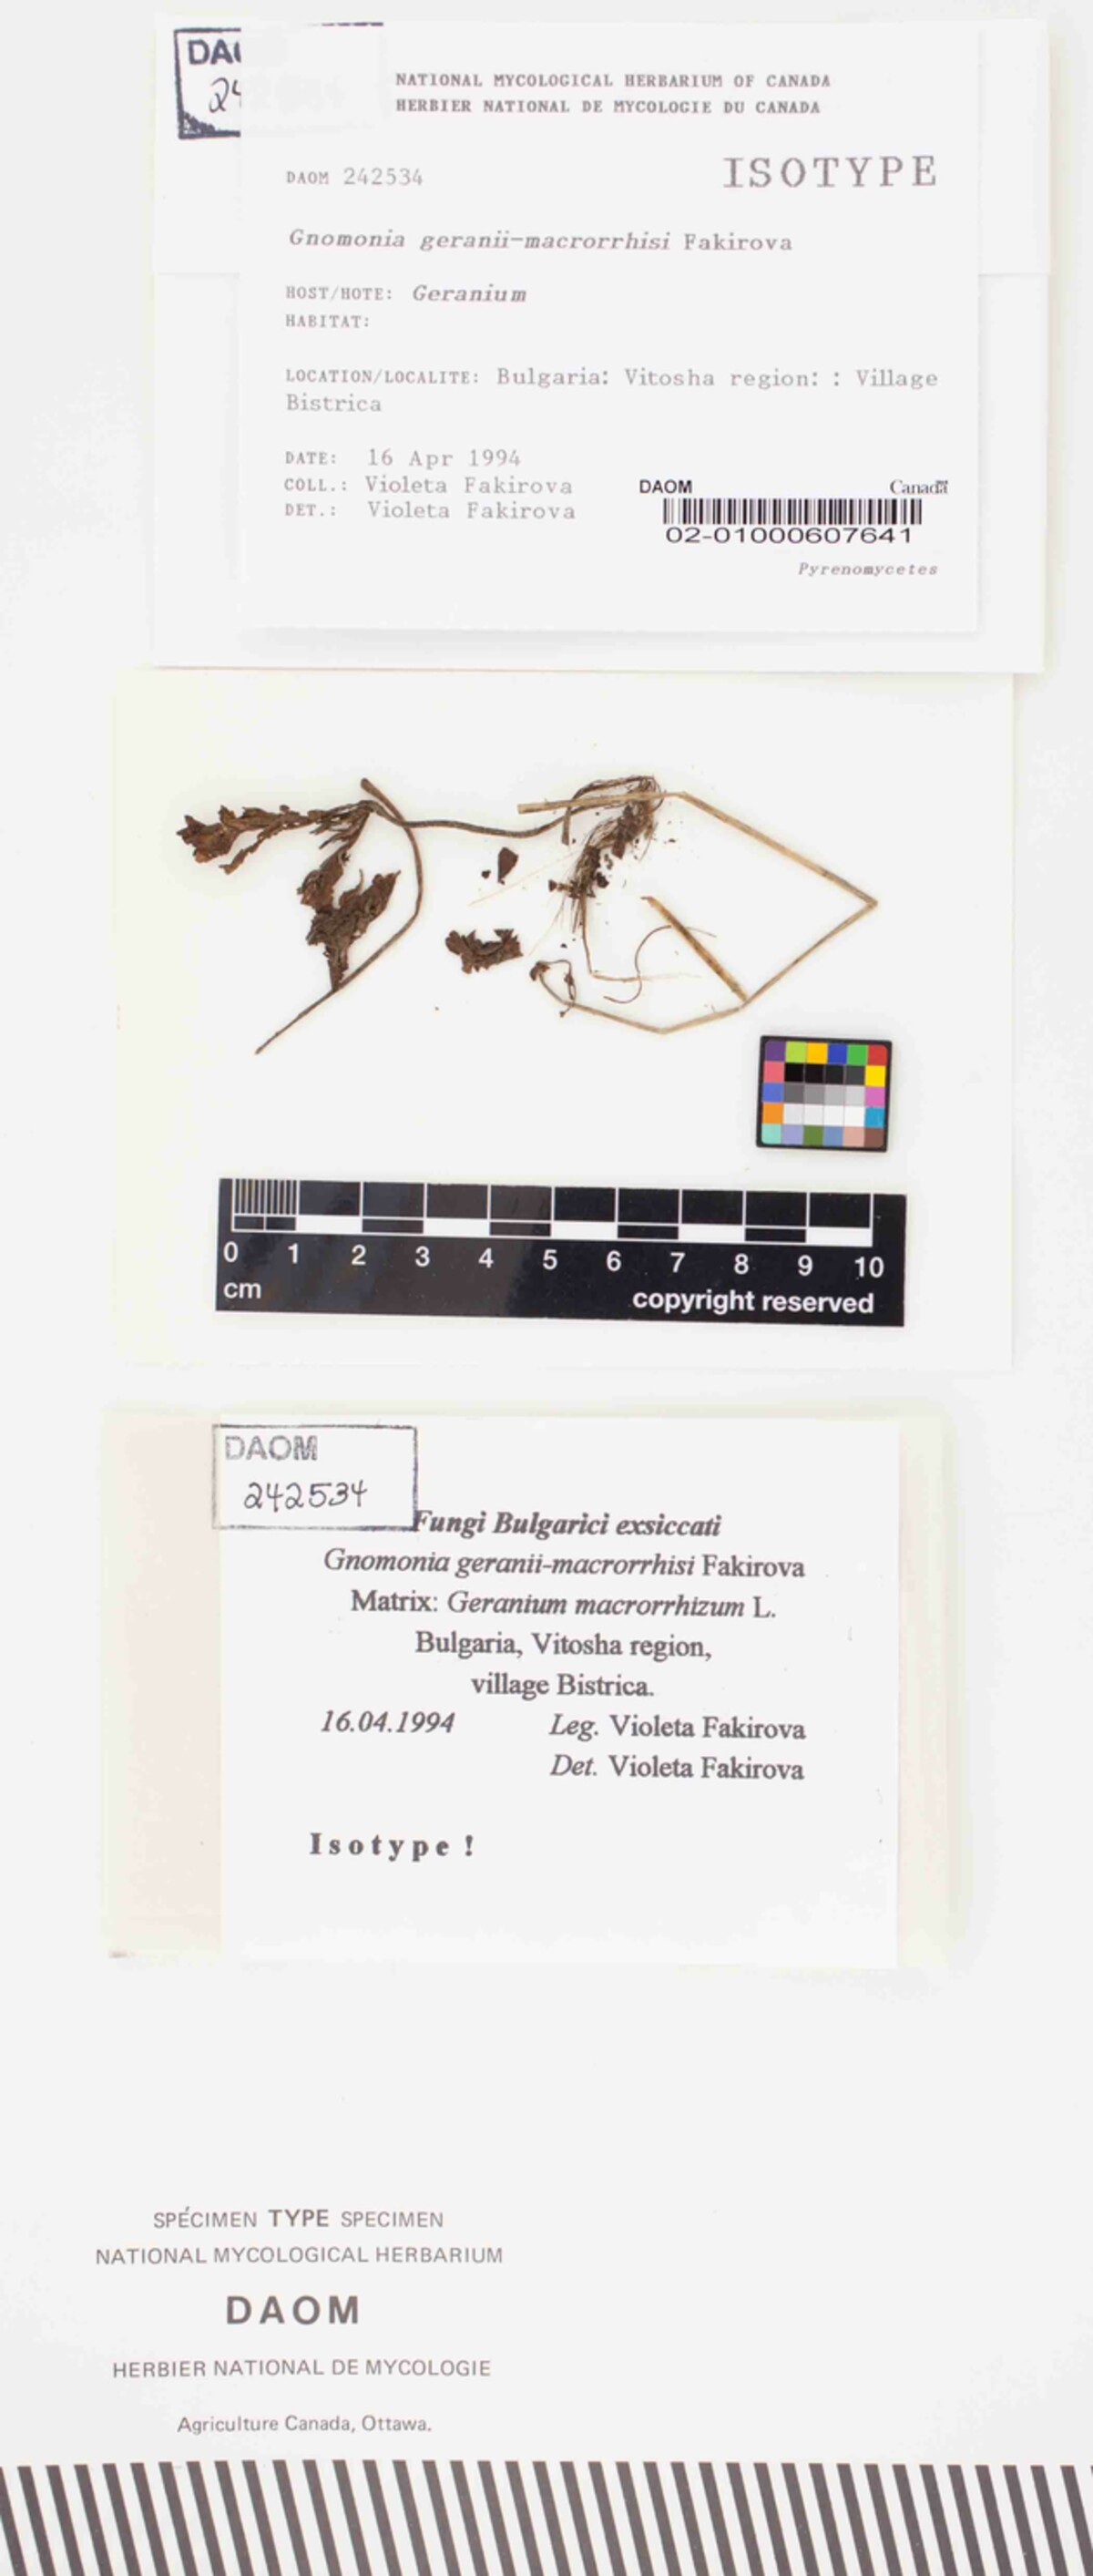 DAO
24
NATIONAL MYCOLOGICAL HERBARIUM OF CANADA
HERBIER NATIONAL DE MYCOLOGIE DU CANADA
DAOM 242534
ISOTYPE
Gnomonia geranii-macrorrhisi Fakirova
HOST/HOTE: Geranium
HABITAT:
LOCATION/LOCALITE: Bulgaria: Vitosha region: : Village
Bistrica
DATE: 16 Apr 1994
COLL.: Violeta Fakirova
DET.: Violeta Fakirova
DAOM Canada
02-01000607641
Pyrenomycetes
0 1 2 3 4 5 6 7 8 9 10
cm
copyright reserved
DAOM
242534
Fungi Bulgarici exsiccati
Gnomonia geranii-macrorrhisi Fakirova
Matrix: Geranium macrorrhizum L.
Bulgaria, Vitosha region,
village Bistrica.
16.04.1994 Leg. Violeta Fakirova
Det. Violeta Fakirova
Isotype !
SPÉCIMEN TYPE SPECIMEN
NATIONAL MYCOLOGICAL HERBARIUM
DAOM
HERBIER NATIONAL DE MYCOLOGIE
Agriculture Canada, Ottawa.